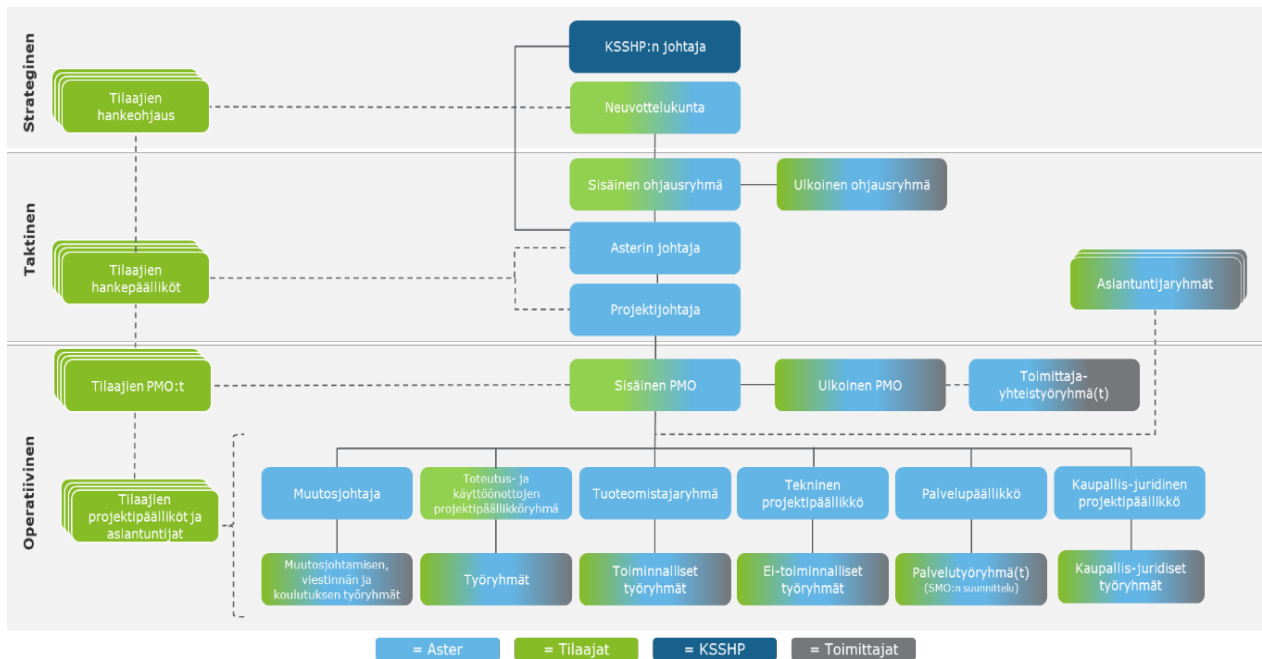 Strateginen
KSSHP:n johtaja
Tilaajien
hankeohjaus
Neuvottelukunta
Taktinen
Sisäinen ohjausryhmä
Ulkoinen ohjausryhmä
Asterin johtaja
Tilaajien
hankepäälliköt
Asiantuntijaryhmät
Projektijohtaja
Operatiivinen
Tilaajien PMO:t
Sisäinen PMO
Ulkoinen PMO
Toimittaja-
yhteistyöryhmä(t)
Tilaajien
projektipäälliköt ja
asiantuntijat
Muutosjohtaja
Toteutus- ja
käyttöönottojen
projektipäällikköryhmä
Tuoteomistajaryhmä
Tekninen
projektipäällikkö
Palvelupäällikkö
Kaupallis-juridinen
projektipäällikkö
Muutosjohtamisen,
viestinnän ja
koulutuksen työryhmät
Työryhmät
Toiminnalliset
työryhmät
Ei-toiminnalliset
työryhmät
Palvelutyöryhmä(t)
(SMO:n suunnittelu)
Kaupallis-juridiset
työryhmät
= Aster
= Tilaajat
= KSSHP
= Toimittajat